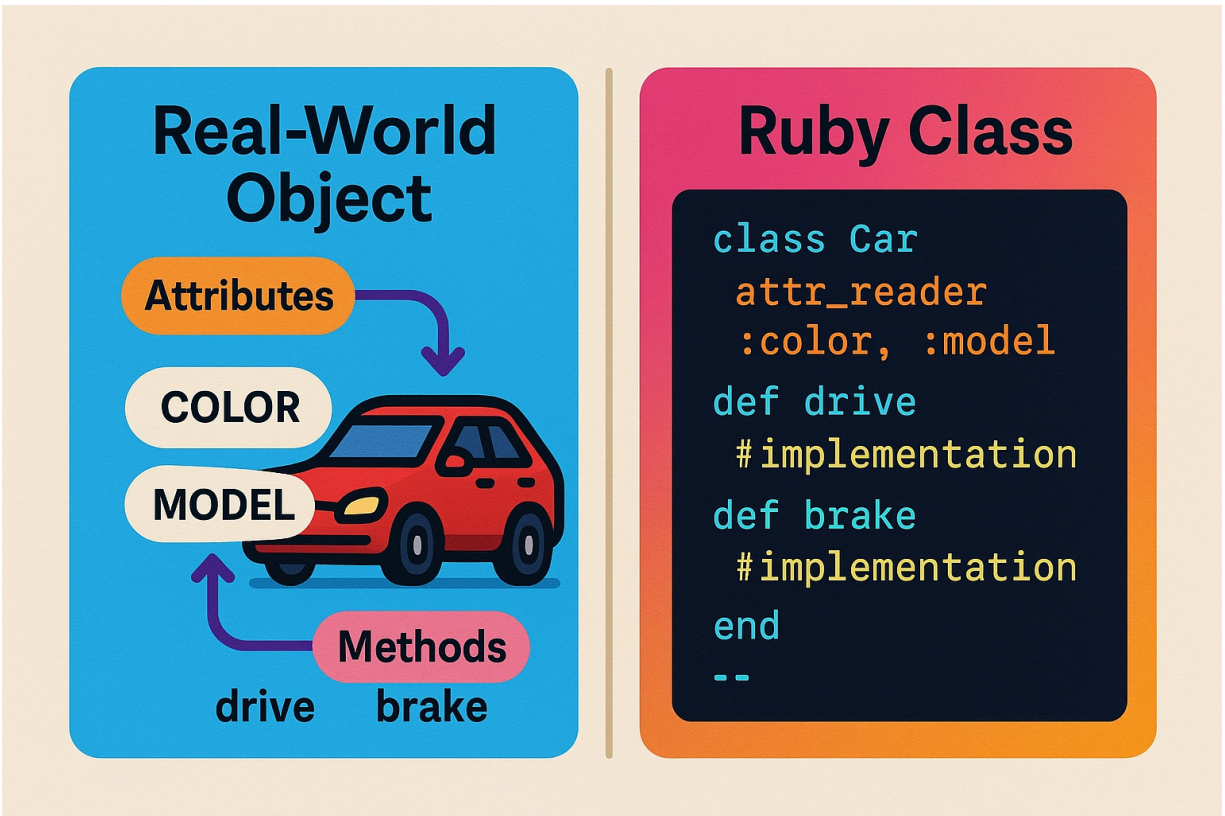 Real-World
Object
Attributes
COLOR
MODEL
Methods
drive brake
Ruby Class
class Car
attr_reader
:color, :model
def drive
#implementation
def brake
#implementation
end
--